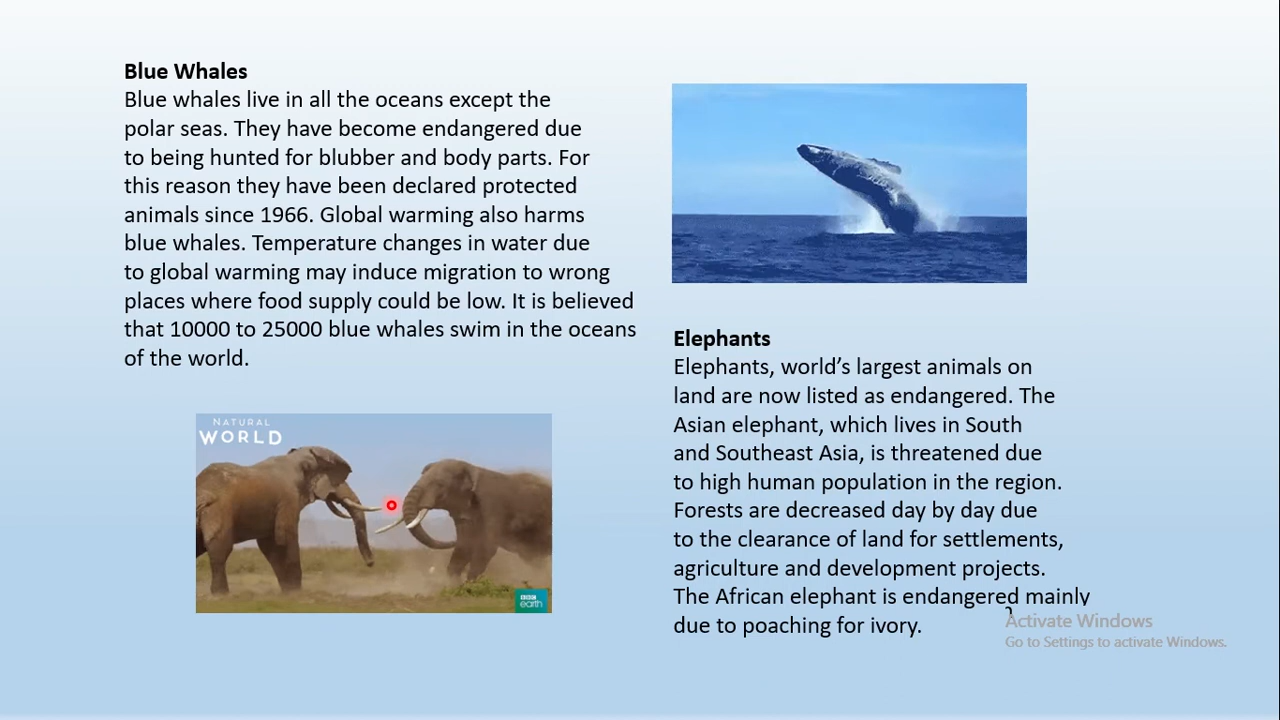 Blue Whales
Blue whales live in all the oceans except the
polar seas. They have become endangered due
to being hunted for blubber and body parts. For
this reason they have been declared protected
animals since 1966. Global warming also harms
blue whales. Temperature changes in water due
to global warming may induce migration to wrong
places where food supply could be low. It is believed
that 10000 to 25000 blue whales swim in the oceans
of the world.
NATURAL
WORLD
BBC
earth
Elephants
Elephants, world’s largest animals on
land are now listed as endangered. The
Asian elephant, which lives in South
and Southeast Asia, is threatened due
to high human population in the region.
Forests are decreased day by day due
to the clearance of land for settlements,
agriculture and development projects.
The African elephant is endangered mainly
due to poaching for ivory.
Activate Windows
Go to Settings to activate Windows.